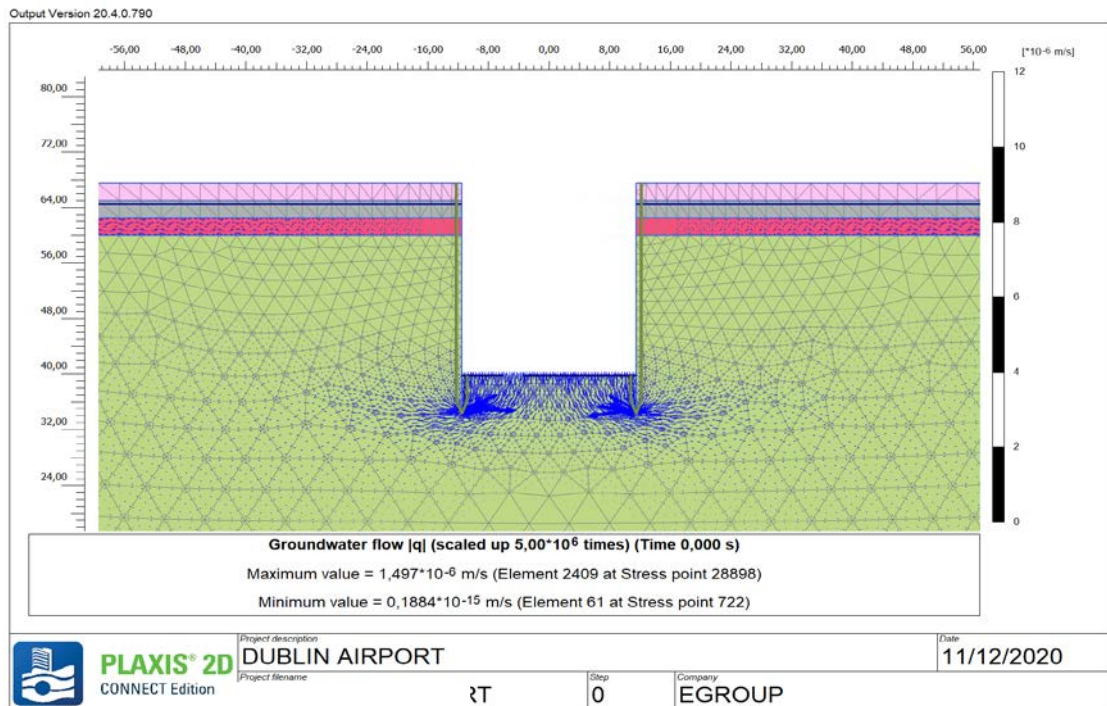 Output Version 20.4.0.790
-56,00 -48,00 -40,00 -32,00 -24,00 -16,00 -8,00 0,00 8,00 16,00 24,00 32,00 40,00 48,00 56,00
[*10-6 m/s]
80,00
72,00
64,00
56,00
48,00
40,00
32,00
24,00
12
10
8
6
4
2
0
Groundwater flow |q| (scaled up 5,00*10⁶ times) (Time 0,000 s)
Maximum value = 1,497*10⁻⁶ m/s (Element 2409 at Stress point 28898)
Minimum value = 0,1884*10⁻¹⁵ m/s (Element 61 at Stress point 722)
PLAXIS® 2D
CONNECT Edition
Project description
DUBLIN AIRPORT
Date
11/12/2020
Project filename
RT
Step
0
Company
EGROUP